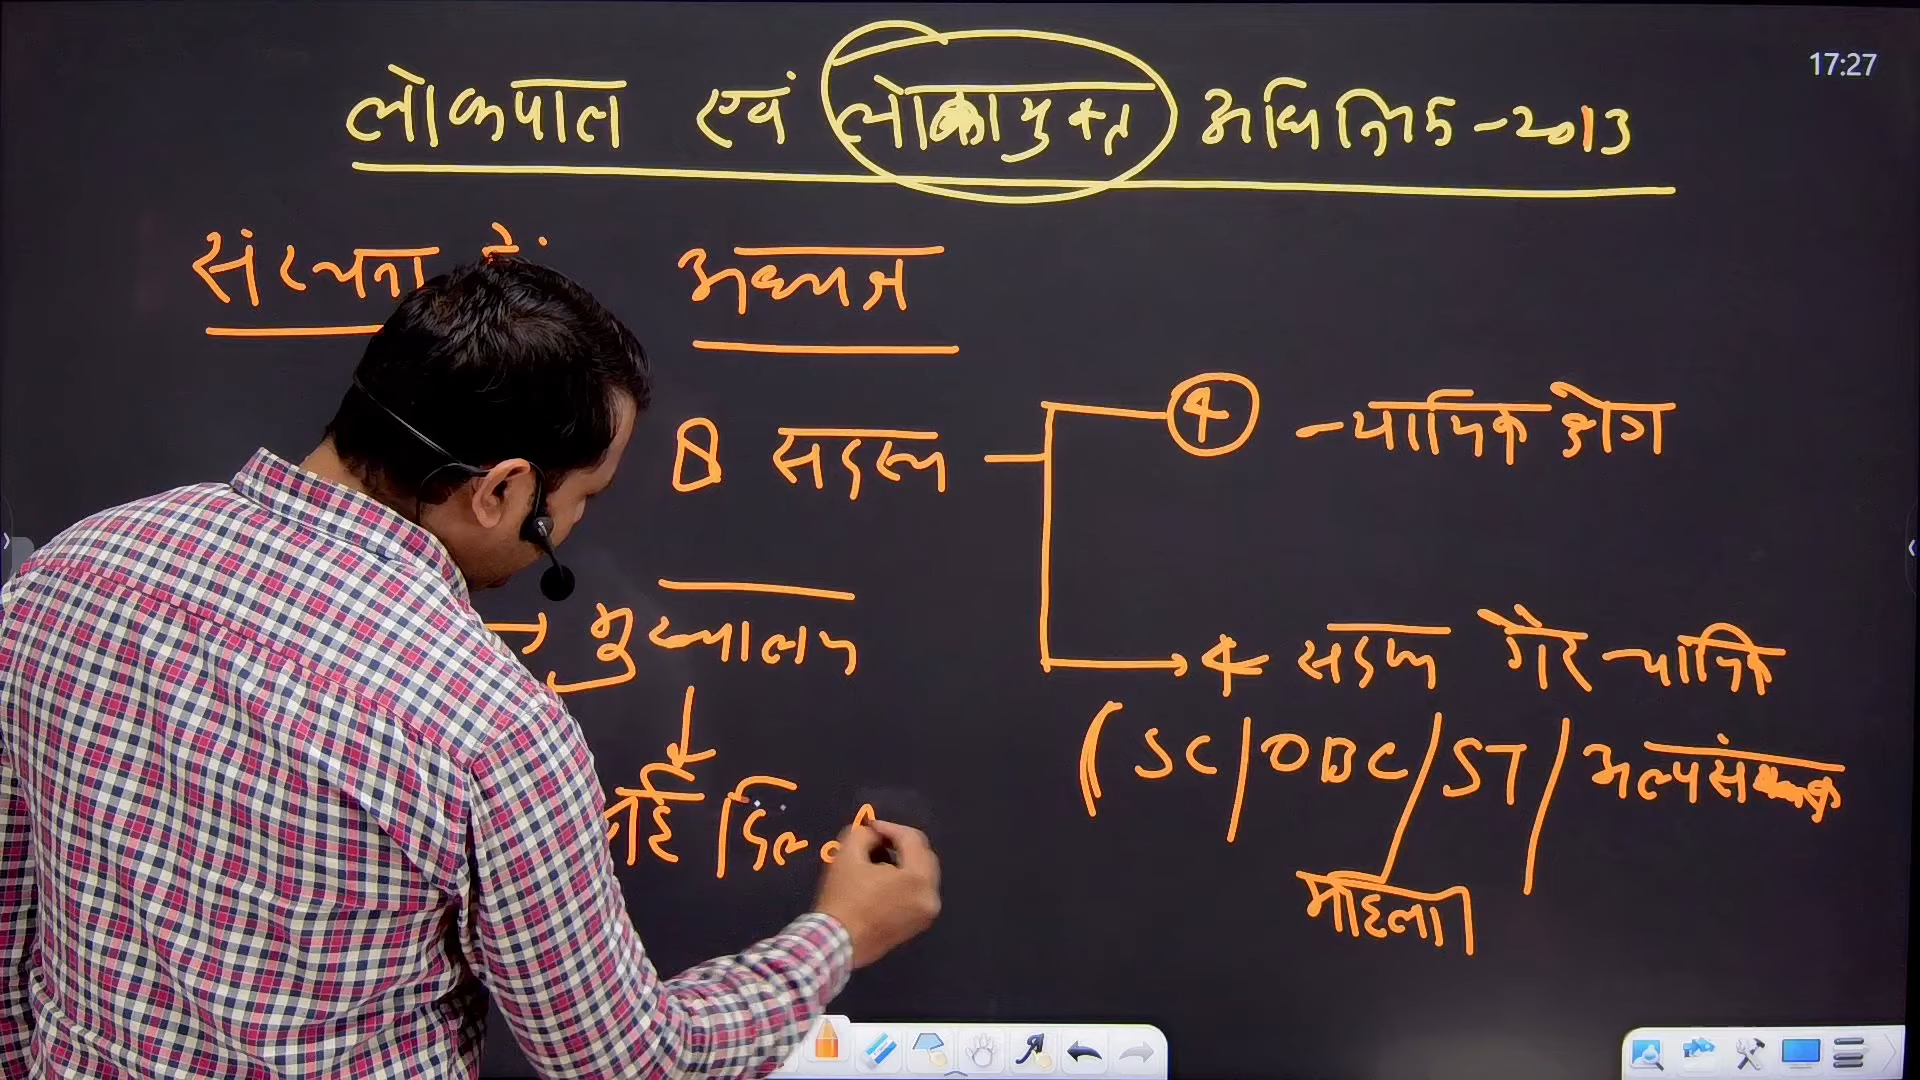 17:27
लोकपाल एवं लोकायुक्त अधिनियम-2013
संरचना में अध्यक्ष
8 सदस्य
4 न्यायिक क्षेत्र
4 सदस्य गैर न्यायिक
(SC/OBC/ST/अल्पसंख्यक
महिला
→ मुख्यालय
नई दिल्ली